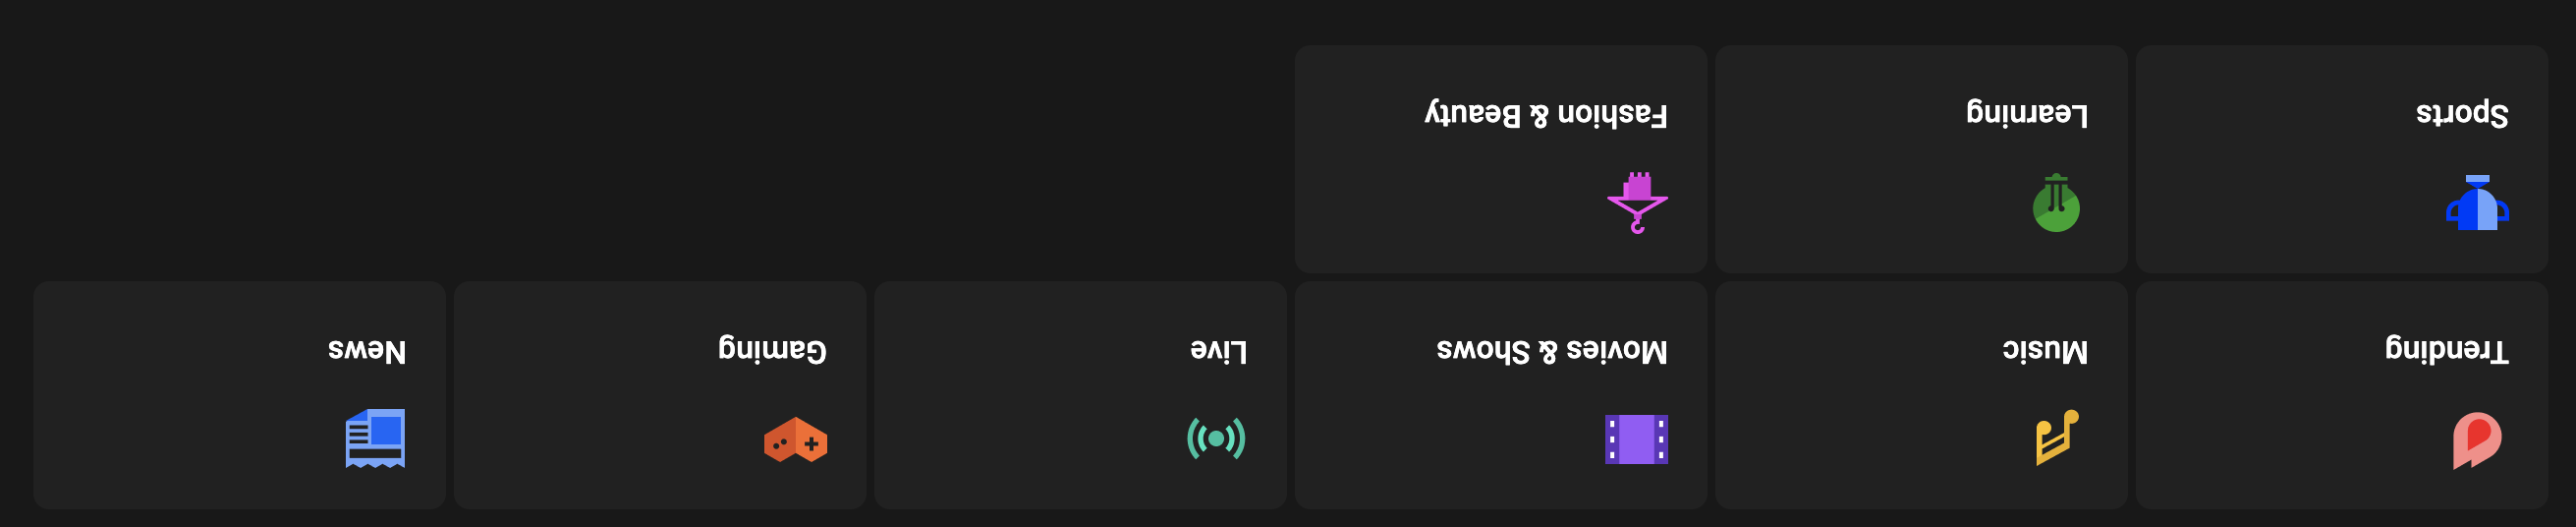 Trending
Music
Movies & Shows
Live
Gaming
News
Sports
Learning
Fashion & Beauty